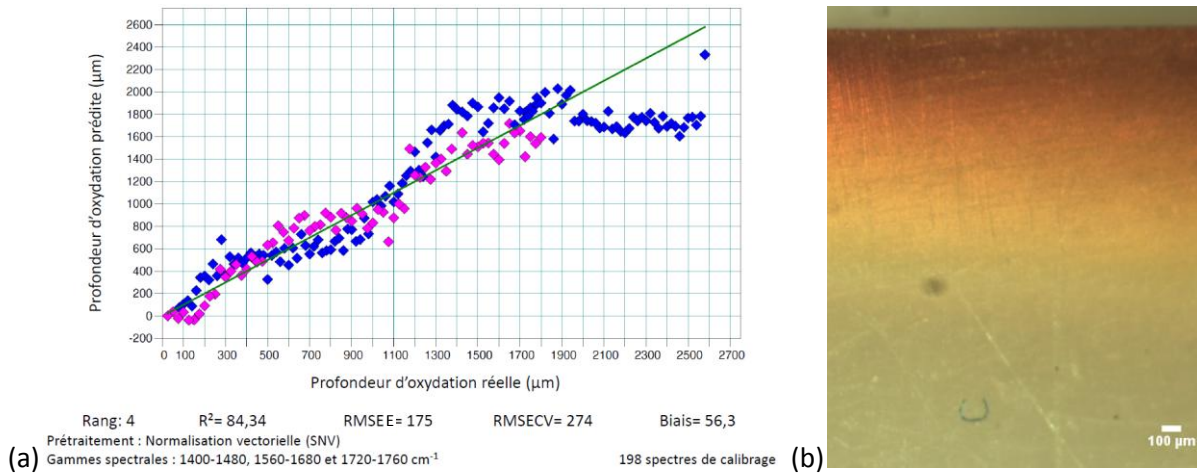 2600
2400
2200
2000
1800
1600
1400
1200
1000
800
600
400
200
0
-200
Profondeur d'oxydation prédite (µm)
0 100 300 500 700 900 1100 1300 1500 1700 1900 2100 2300 2500 2700
Profondeur d'oxydation réelle (µm)
Rang: 4 R²= 84,34 RMSEE= 175 RMSECV= 274 Biais= 56,3
Prétraitement : Normalisation vectorielle (SNV)
Gammes spectrales : 1400-1480, 1560-1680 et 1720-1760 cm⁻¹ 198 spectres de calibrage
(a)
(b)
100 µm